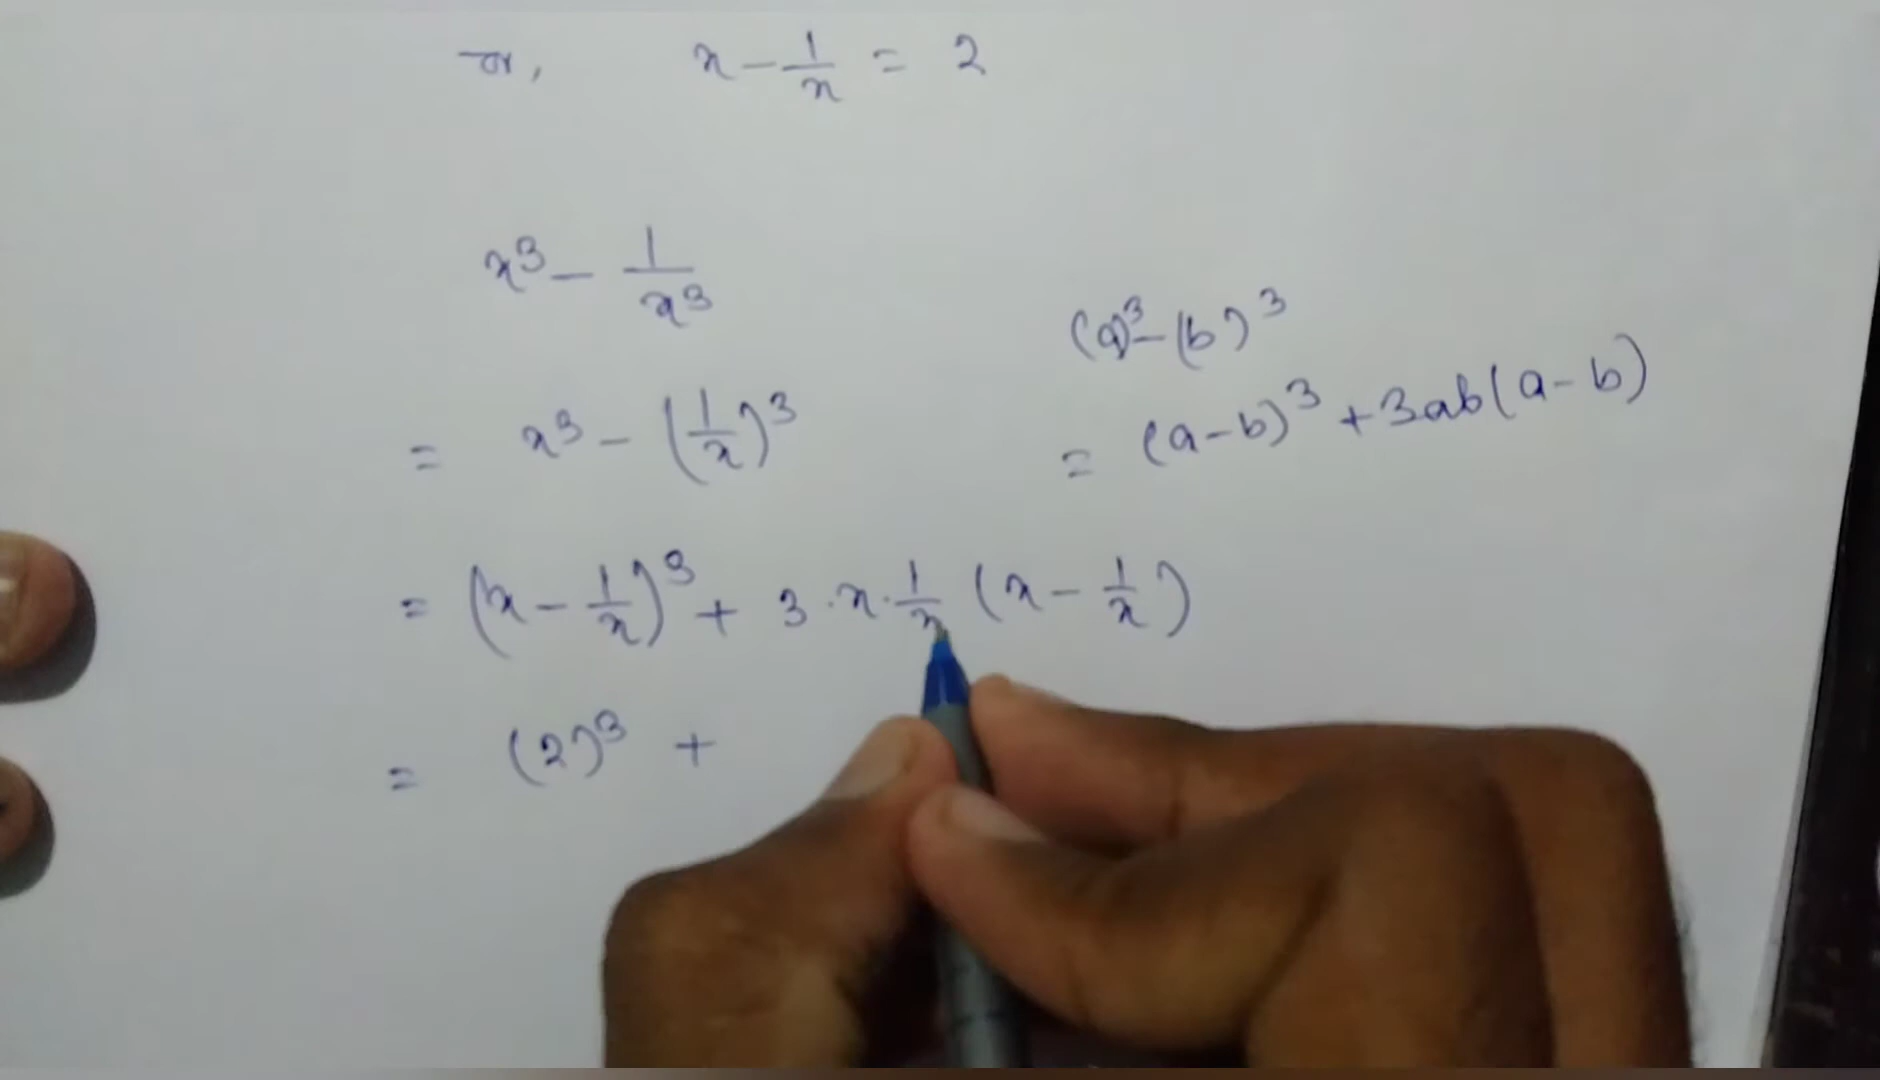 বা, x - 1/x = 2
x³ - 1/x³
(a)³ - (b)³
= x³ - (1/x)³
= (a-b)³ + 3ab(a-b)
= (x - 1/x)³ + 3·x·1/x (x - 1/x)
= (2)³ +